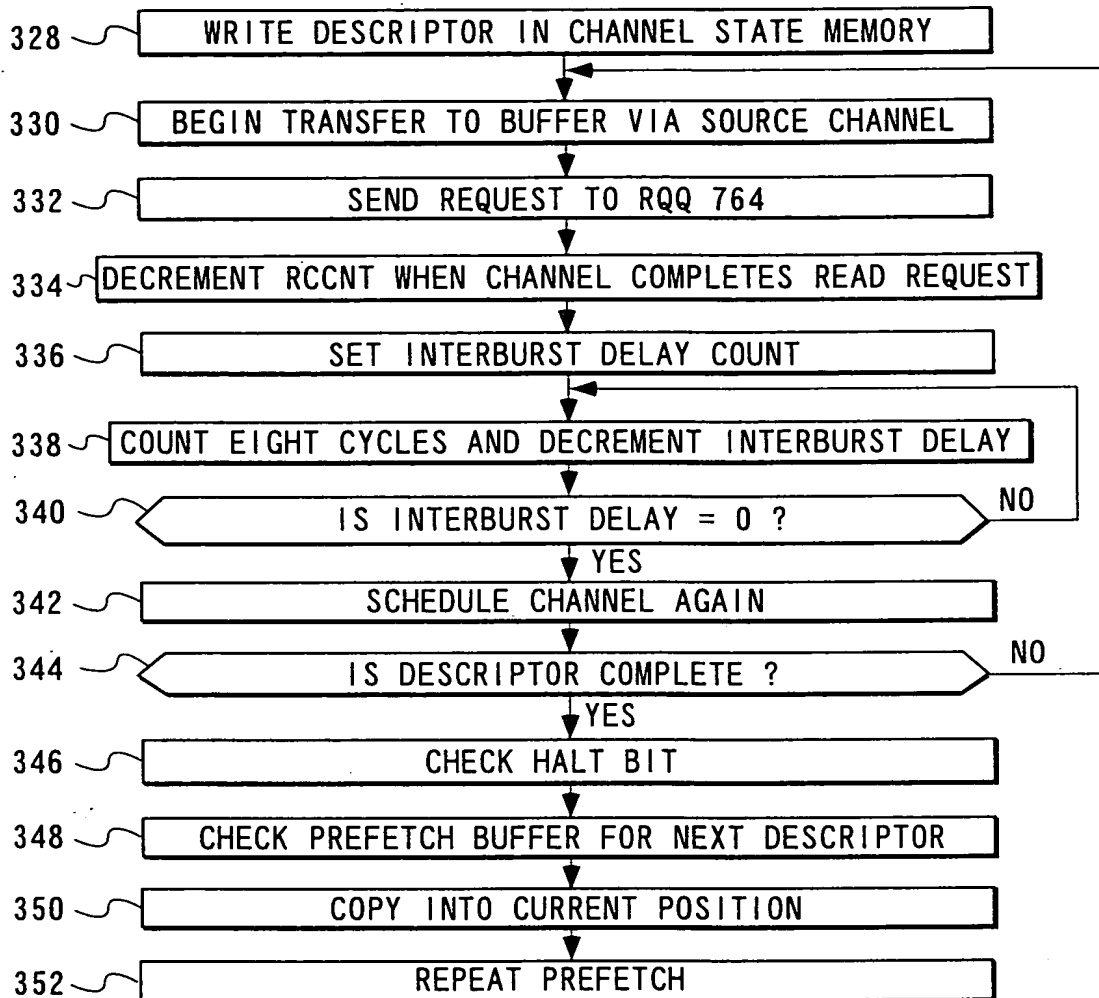 328 WRITE DESCRIPTOR IN CHANNEL STATE MEMORY
330 BEGIN TRANSFER TO BUFFER VIA SOURCE CHANNEL
332 SEND REQUEST TO RQQ 764
334 DECREMENT RCCNT WHEN CHANNEL COMPLETES READ REQUEST
336 SET INTERBURST DELAY COUNT
338 COUNT EIGHT CYCLES AND DECREMENT INTERBURST DELAY
340 IS INTERBURST DELAY = 0 ? NO
YES
342 SCHEDULE CHANNEL AGAIN
344 IS DESCRIPTOR COMPLETE ? NO
YES
346 CHECK HALT BIT
348 CHECK PREFETCH BUFFER FOR NEXT DESCRIPTOR
350 COPY INTO CURRENT POSITION
352 REPEAT PREFETCH